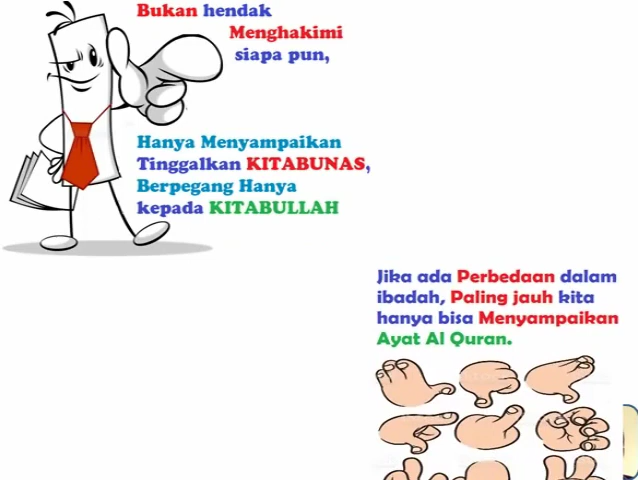 Bukan hendak
Menghakimi
siapa pun,
Hanya Menyampaikan
Tinggalkan KITABUNAS,
Berpegang Hanya
kepada KITABULLAH
Jika ada Perbedaan dalam
ibadah, Paling jauh kita
hanya bisa Menyampaikan
Ayat Al Quran.